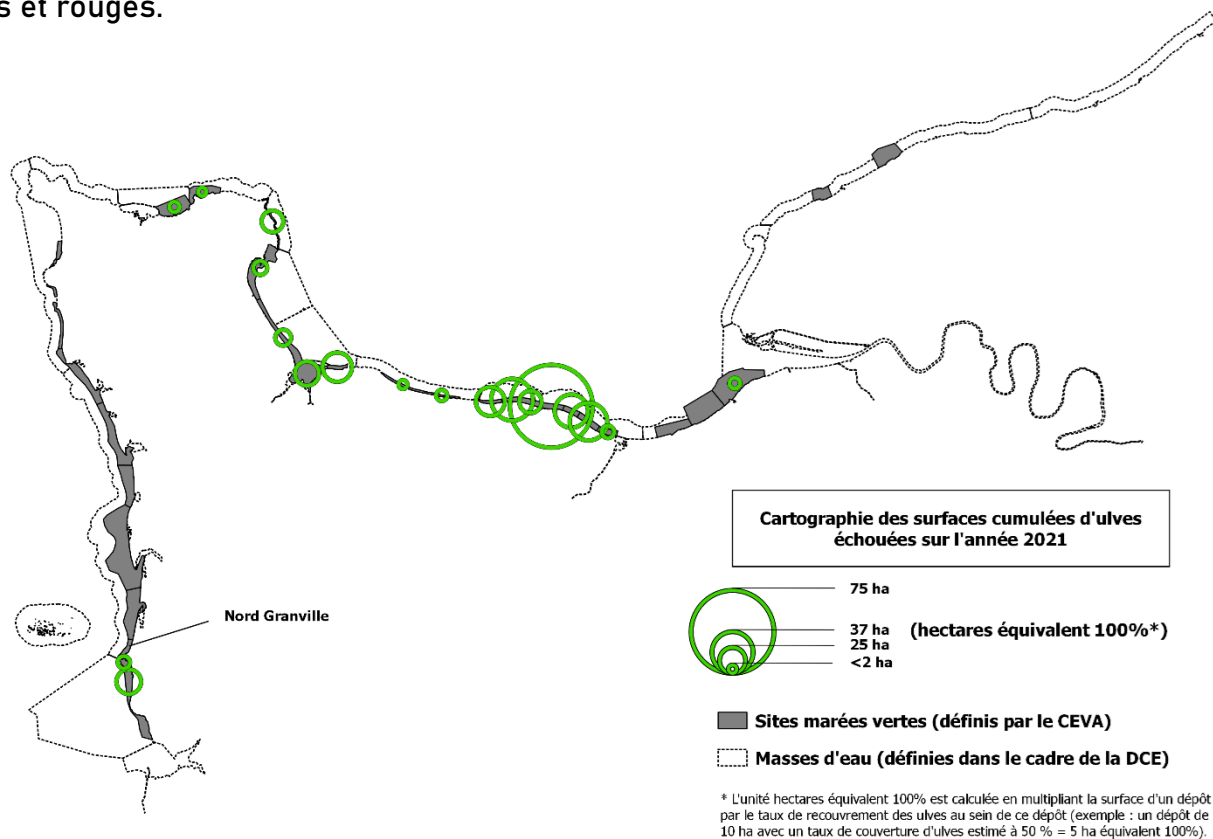 s et rouges.
Nord Granville
Cartographie des surfaces cumulées d'ulves
échouées sur l'année 2021
75 ha
37 ha
(hectares équivalent 100%*)
25 ha
<2 ha
Sites marées vertes (définis par le CEVA)
Masses d'eau (définies dans le cadre de la DCE)
* L'unité hectares équivalent 100% est calculée en multipliant la surface d'un dépôt
par le taux de recouvrement des ulves au sein de ce dépôt (exemple : un dépôt de
10 ha avec un taux de couverture d'ulves estimé à 50 % = 5 ha équivalent 100%).